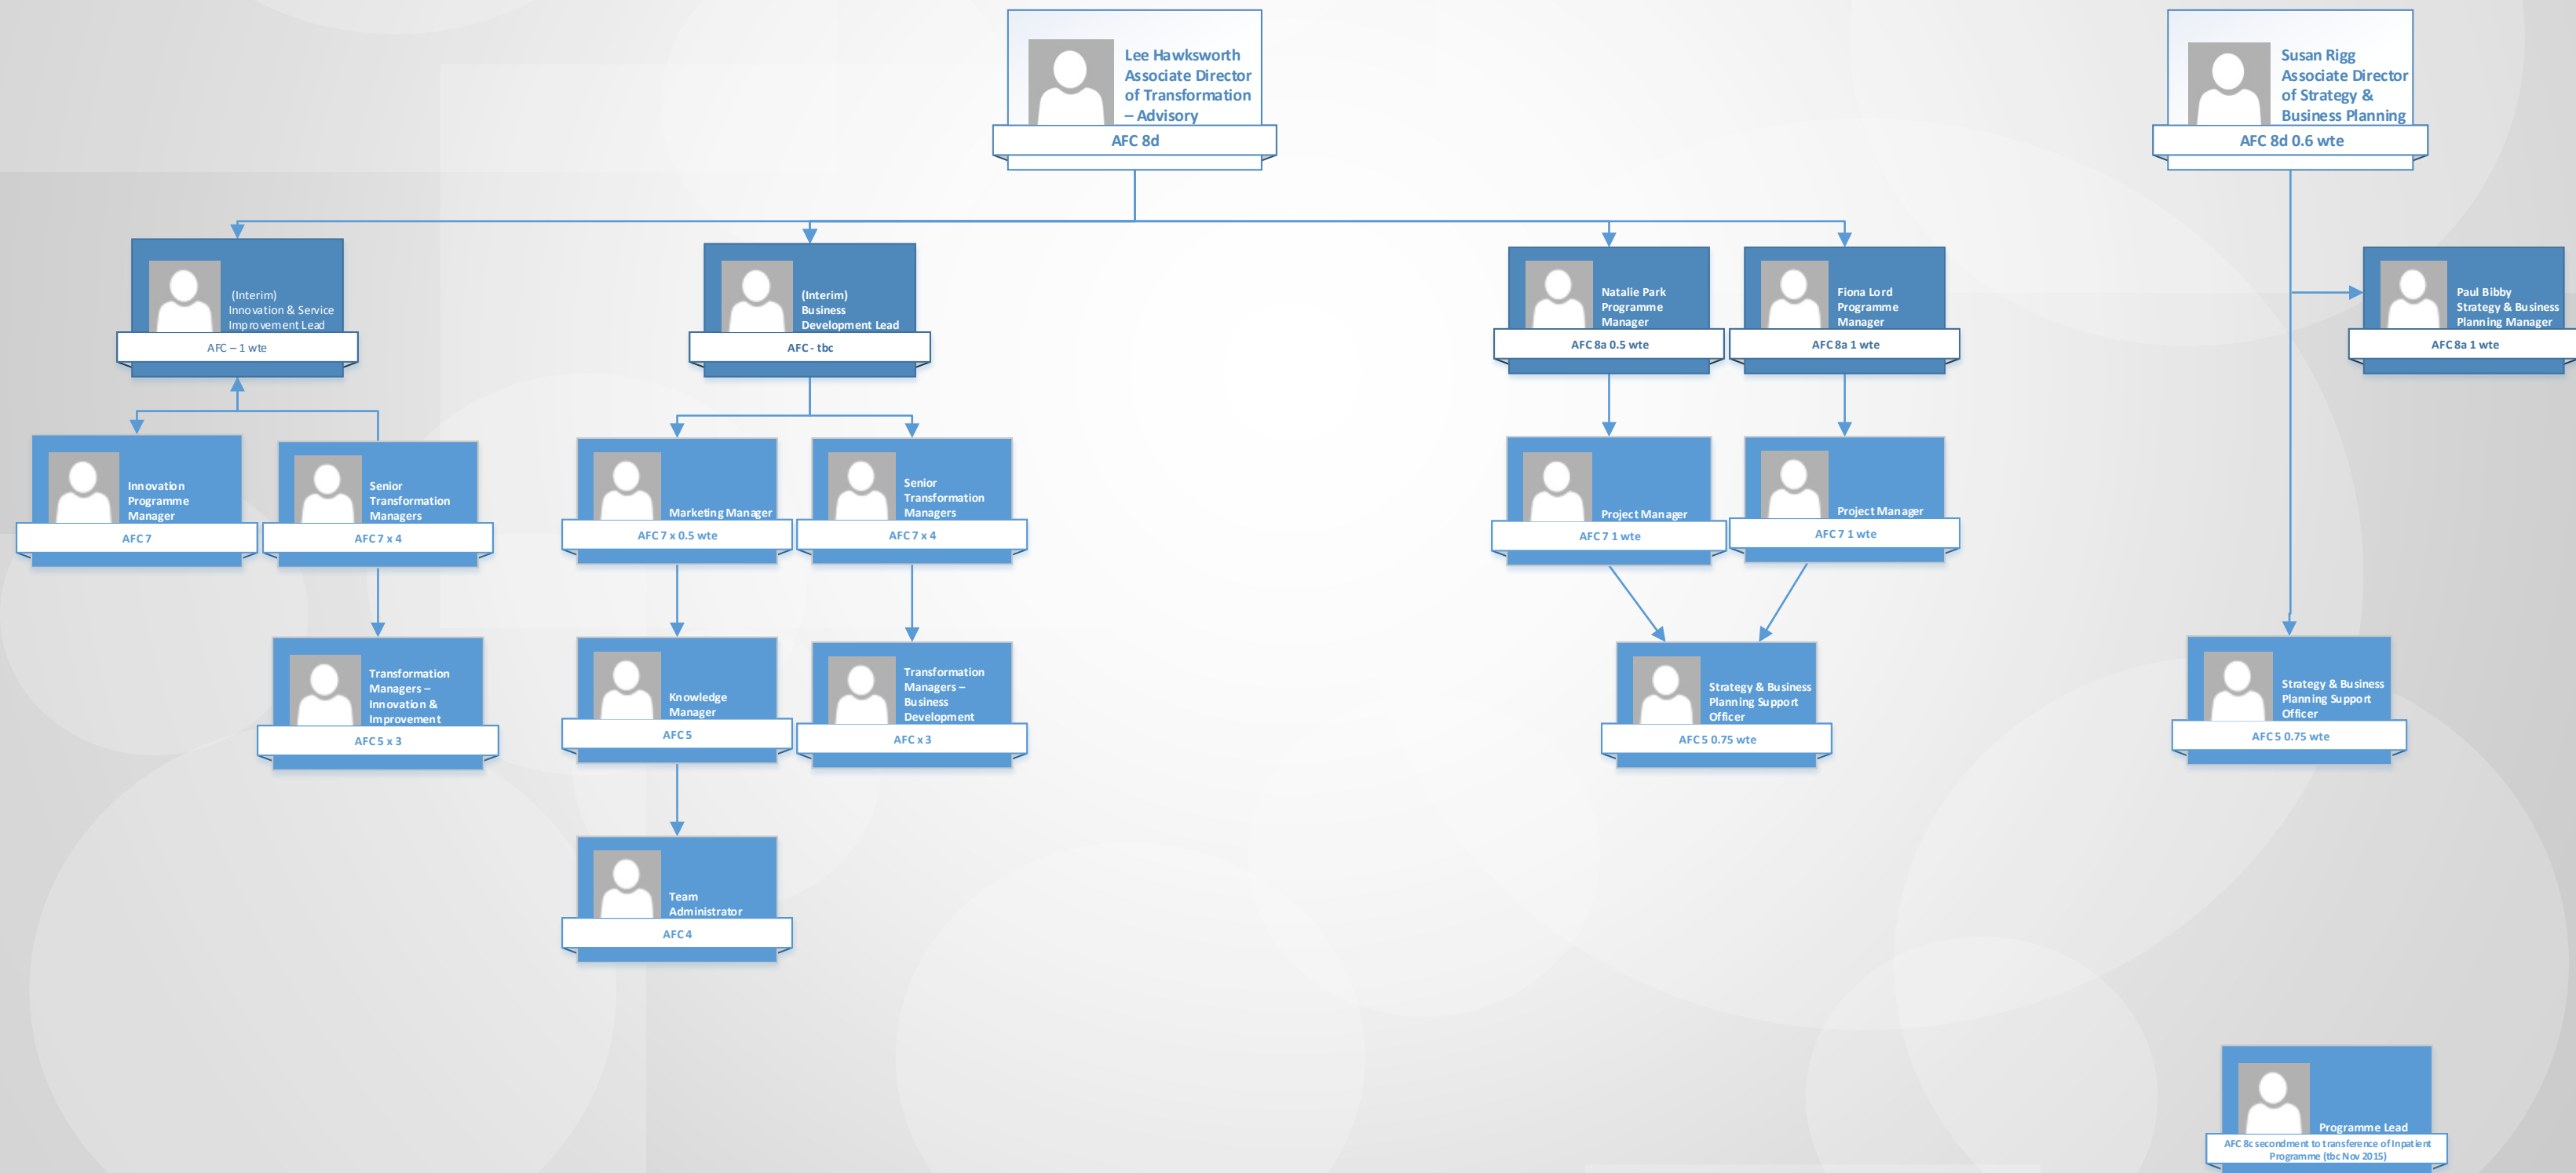 Lee Hawksworth
Associate Director
of Transformation
– Advisory
AFC 8d
Susan Rigg
Associate Director
of Strategy &
Business Planning
AFC 8d 0.6 wte
(Interim)
Innovation & Service
Improvement Lead
AFC – 1 wte
(Interim)
Business
Development Lead
AFC - tbc
Natalie Park
Programme
Manager
AFC 8a 0.5 wte
Fiona Lord
Programme
Manager
AFC 8a 1 wte
Paul Bibby
Strategy & Business
Planning Manager
AFC 8a 1 wte
Innovation
Programme
Manager
AFC 7
Senior
Transformation
Managers
AFC 7 x 4
Marketing Manager
AFC 7 x 0.5 wte
Senior
Transformation
Managers
AFC 7 x 4
Project Manager
AFC 7 1 wte
Project Manager
AFC 7 1 wte
Transformation
Managers –
Innovation &
Improvement
AFC 5 x 3
Knowledge
Manager
AFC 5
Transformation
Managers –
Business
Development
AFC x 3
Strategy & Business
Planning Support
Officer
AFC 5 0.75 wte
Strategy & Business
Planning Support
Officer
AFC 5 0.75 wte
Team
Administrator
AFC 4
Programme Lead
AFC 8c secondment to transference of Inpatient
Programme (tbc Nov 2015)